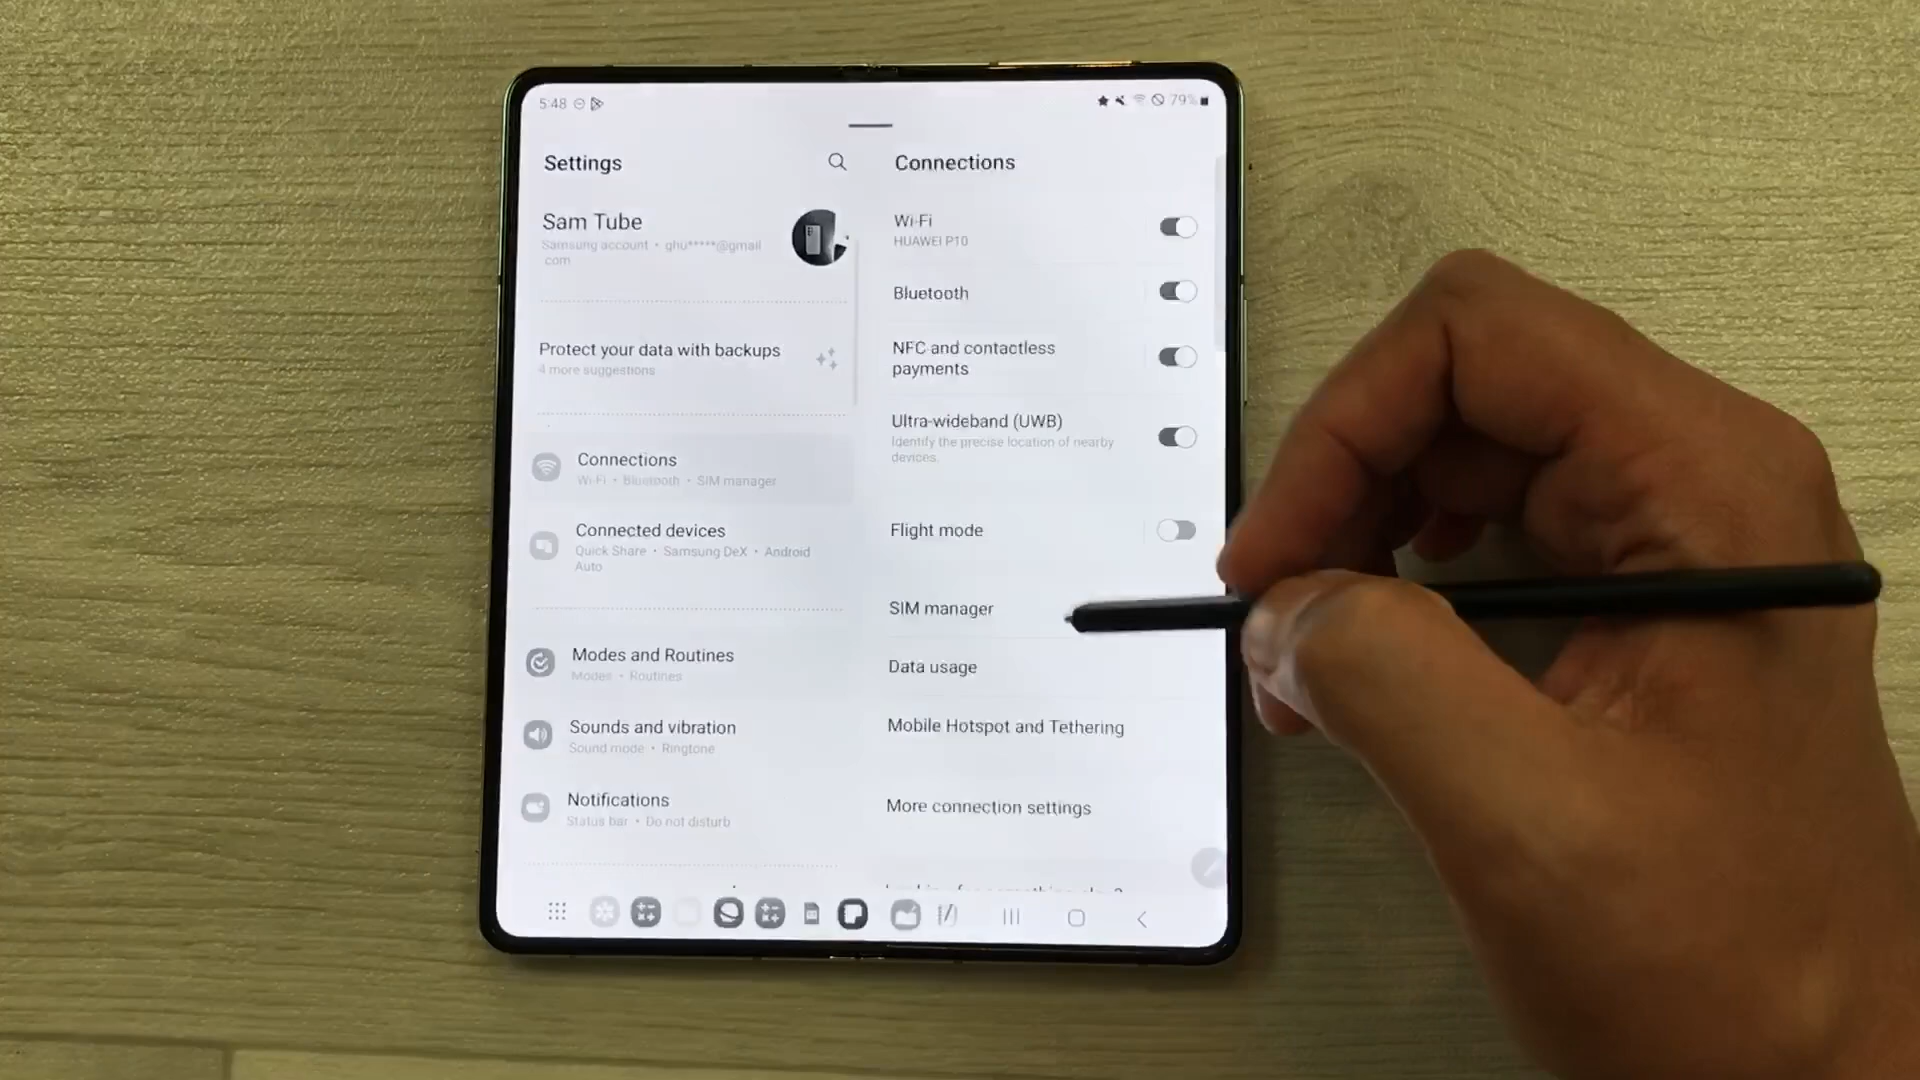 5:48
79%
Settings
Sam Tube
Samsung account • ghu*****@gmail
com
Protect your data with backups
4 more suggestions
Connections
Wi-Fi • Bluetooth • SIM manager
Connected devices
Quick Share • Samsung DeX • Android
Auto
Modes and Routines
Modes • Routines
Sounds and vibration
Sound mode • Ringtone
Notifications
Status bar • Do not disturb
Connections
Wi-Fi
HUAWEI P10
Bluetooth
NFC and contactless
payments
Ultra-wideband (UWB)
Identify the precise location of nearby
devices.
Flight mode
SIM manager
Data usage
Mobile Hotspot and Tethering
More connection settings